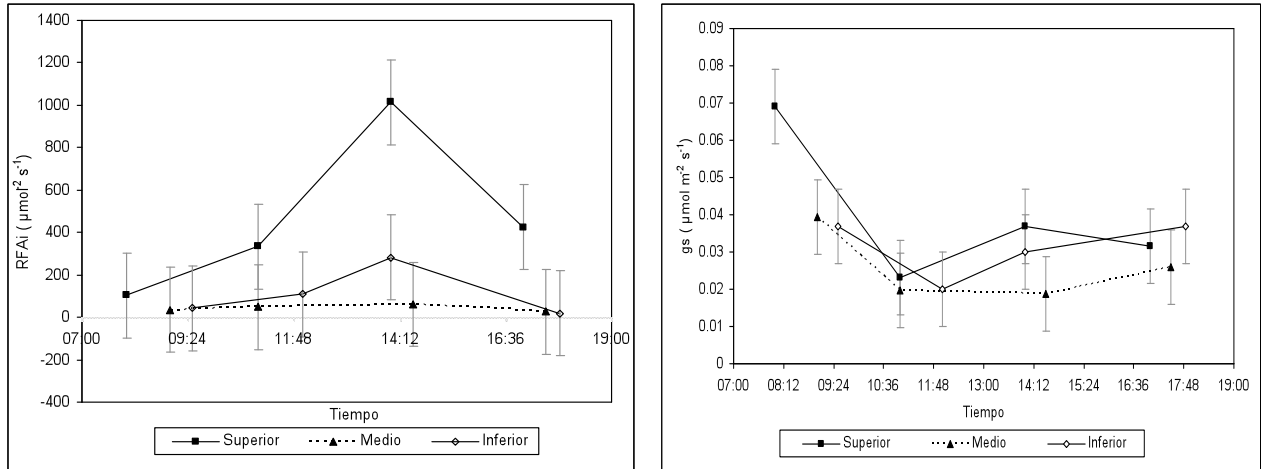 1400
1200
1000
800
600
400
200
0
-200
-400
RFAi ( µmol² s⁻¹)
07:00 09:24 11:48 14:12 16:36 19:00
Tiempo
Superior Medio Inferior
0.09
0.08
0.07
0.06
0.05
0.04
0.03
0.02
0.01
0
gs ( µmol m⁻² s⁻¹)
07:00 08:12 09:24 10:36 11:48 13:00 14:12 15:24 16:36 17:48 19:00
Tiempo
Superior Medio Inferior